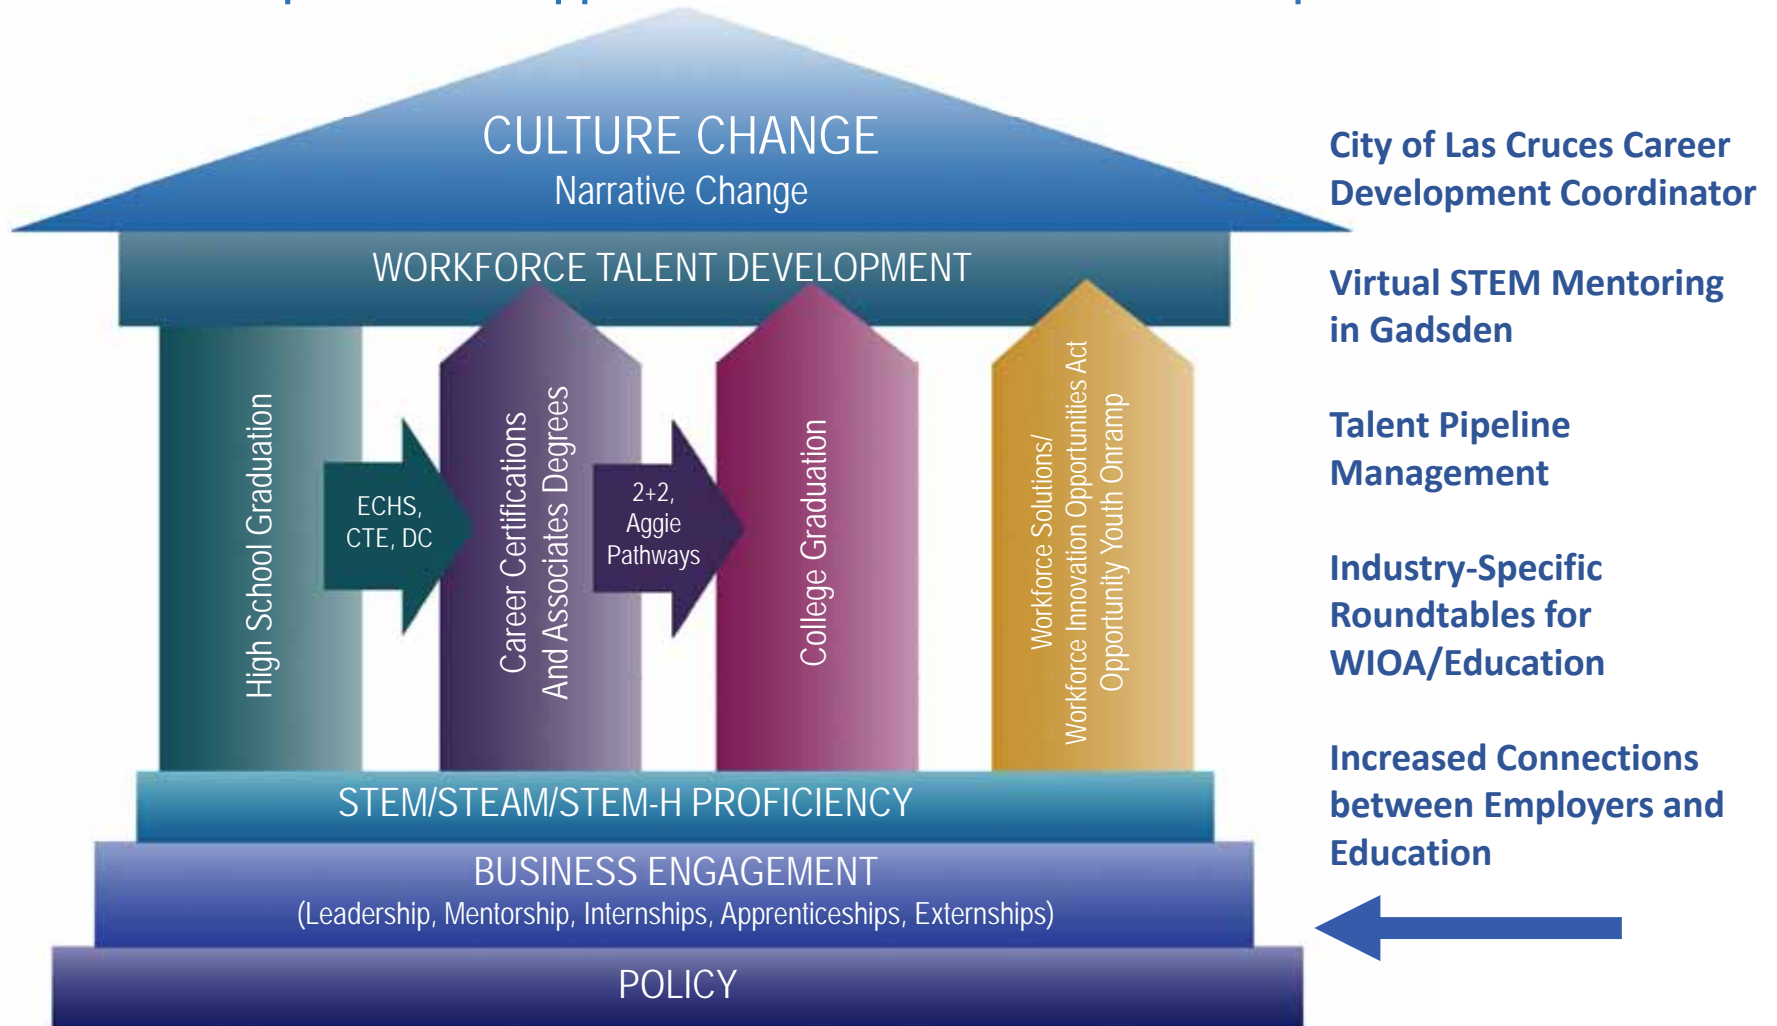 CULTURE CHANGE
Narrative Change
WORKFORCE TALENT DEVELOPMENT
High School Graduation
ECHS,
CTE, DC
Career Certifications
And Associates Degrees
2+2,
Aggie
Pathways
College Graduation
Workforce Solutions/
Workforce Innovation Opportunities Act
Opportunity Youth Onramp
STEM/STEAM/STEM-H PROFICIENCY
BUSINESS ENGAGEMENT
(Leadership, Mentorship, Internships, Apprenticeships, Externships)
POLICY
City of Las Cruces Career
Development Coordinator
Virtual STEM Mentoring
in Gadsden
Talent Pipeline
Management
Industry-Specific
Roundtables for
WIOA/Education
Increased Connections
between Employers and
Education